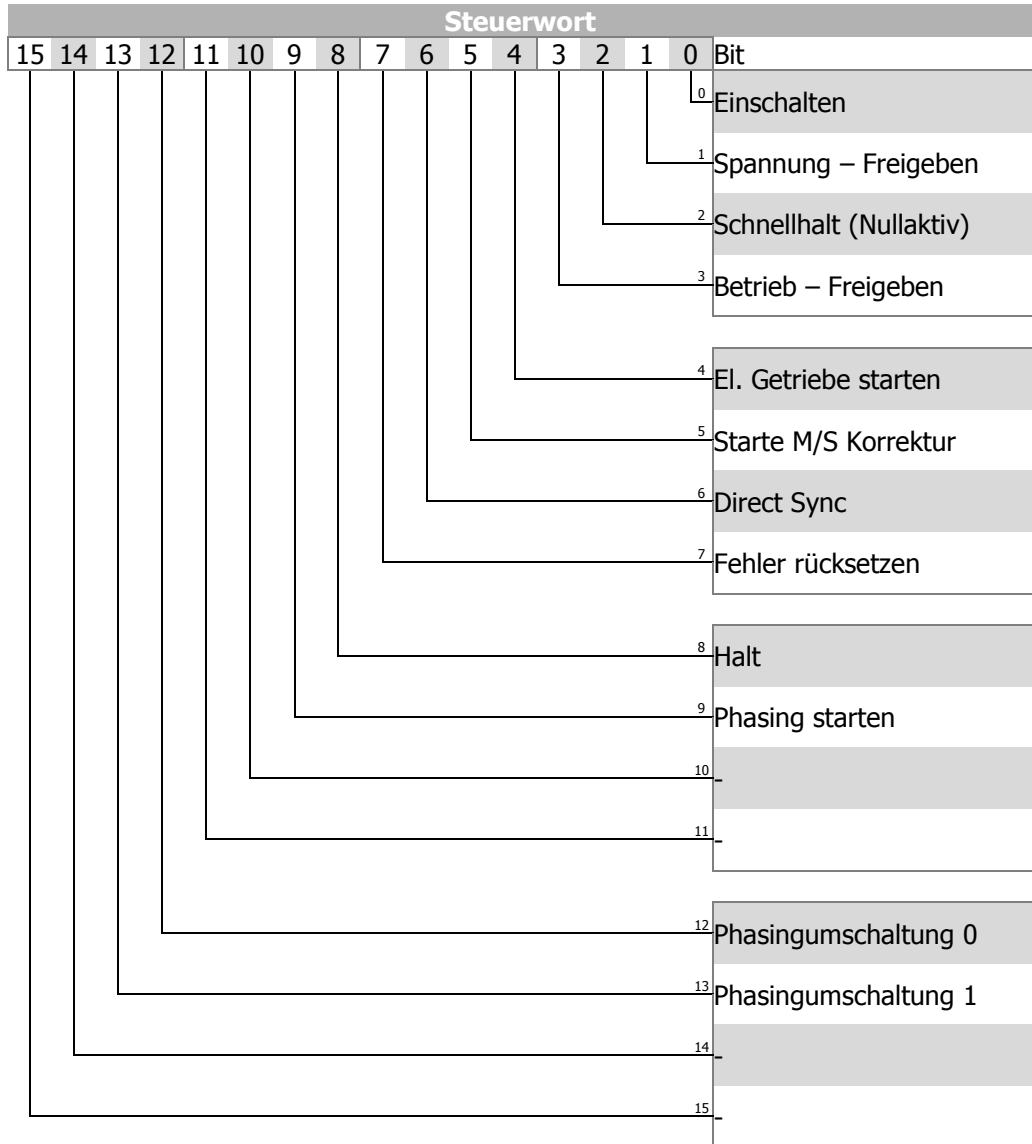 Steuerwort
15 14 13 12 11 10 9 8 7 6 5 4 3 2 1 0 Bit
0 Einschalten
1 Spannung – Freigeben
2 Schnellhalt (Nullaktiv)
3 Betrieb – Freigeben
4 El. Getriebe starten
5 Starte M/S Korrektur
6 Direct Sync
7 Fehler rücksetzen
8 Halt
9 Phasing starten
10 -
11 -
12 Phasingumschaltung 0
13 Phasingumschaltung 1
14 -
15 -